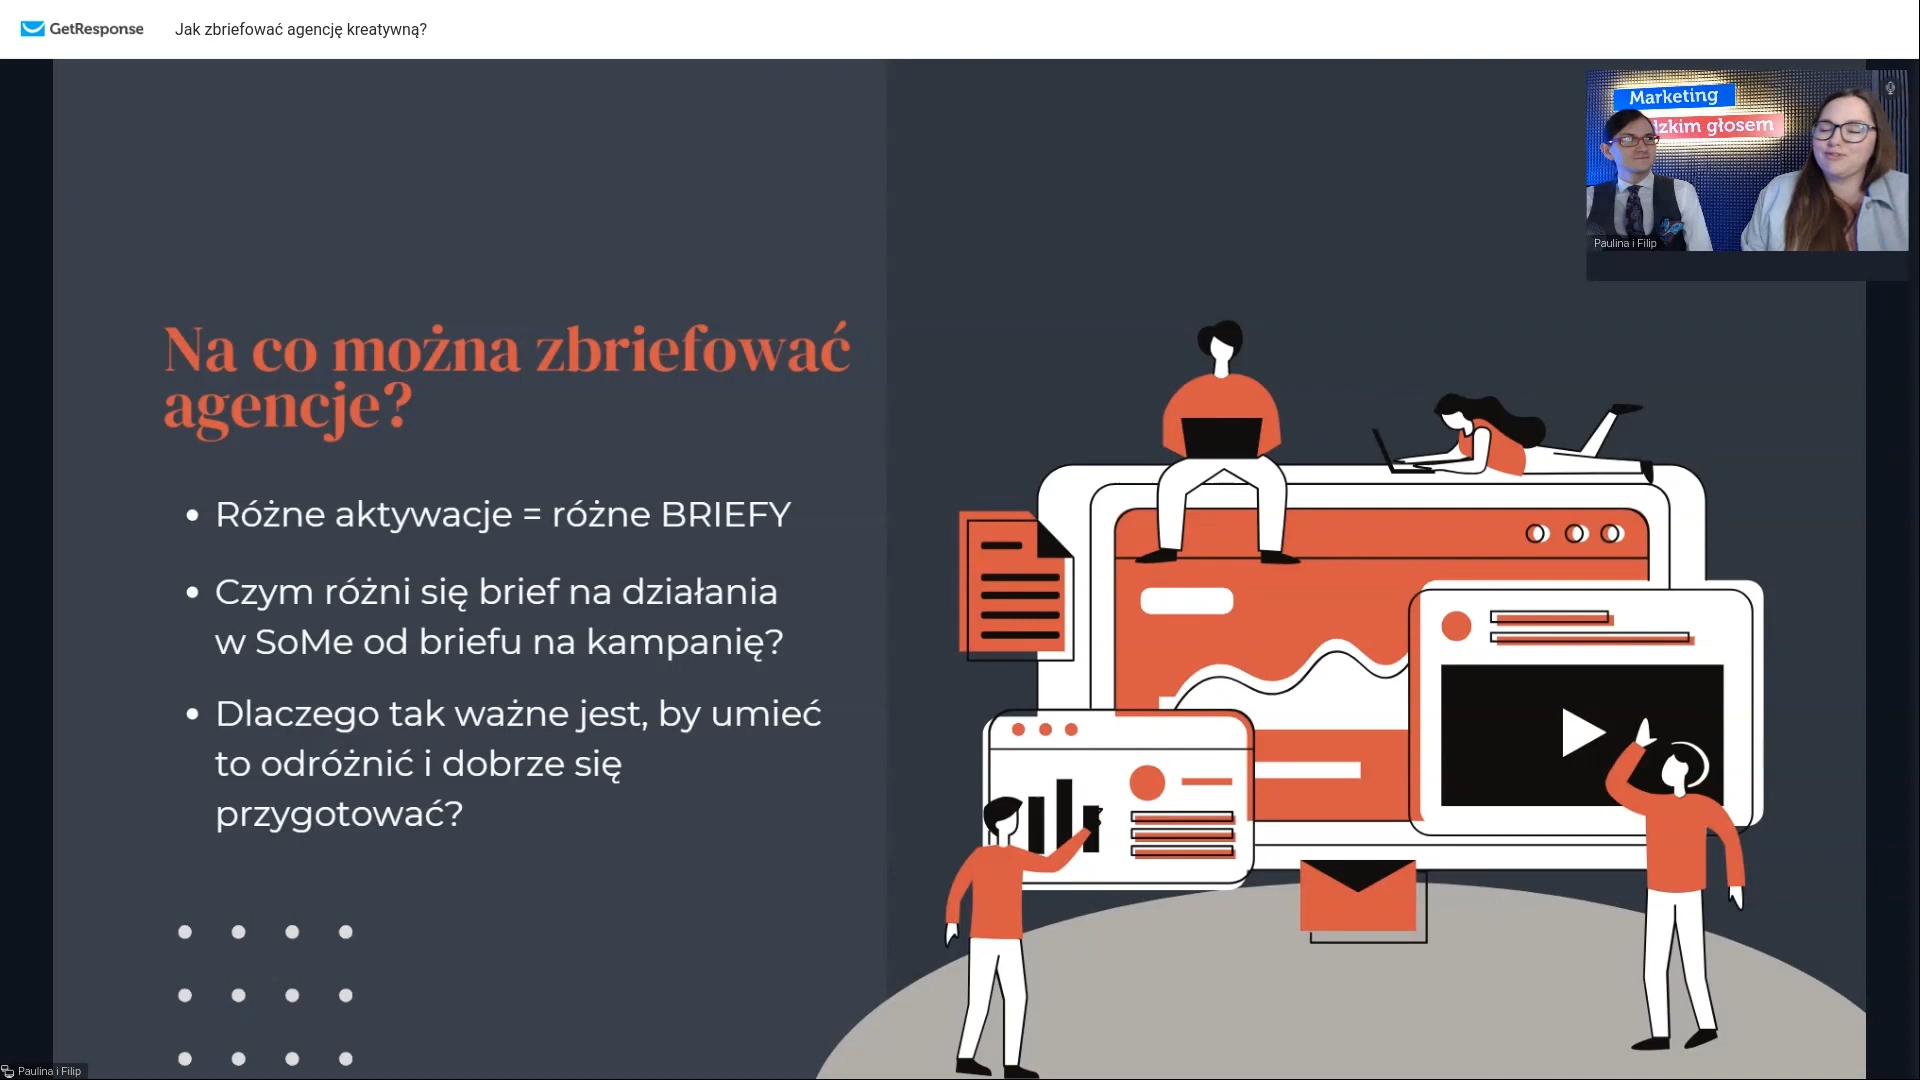 GetResponse
Jak zbriefować agencję kreatywną?
Marketing
dzkim głosem
Paulina i Filip
Na co można zbriefować
agencje?
Różne aktywacje = różne BRIEFY
Czym różni się brief na działania
w SoMe od briefu na kampanię?
Dlaczego tak ważne jest, by umieć
to odróżnić i dobrze się
przygotować?
Paulina i Filip